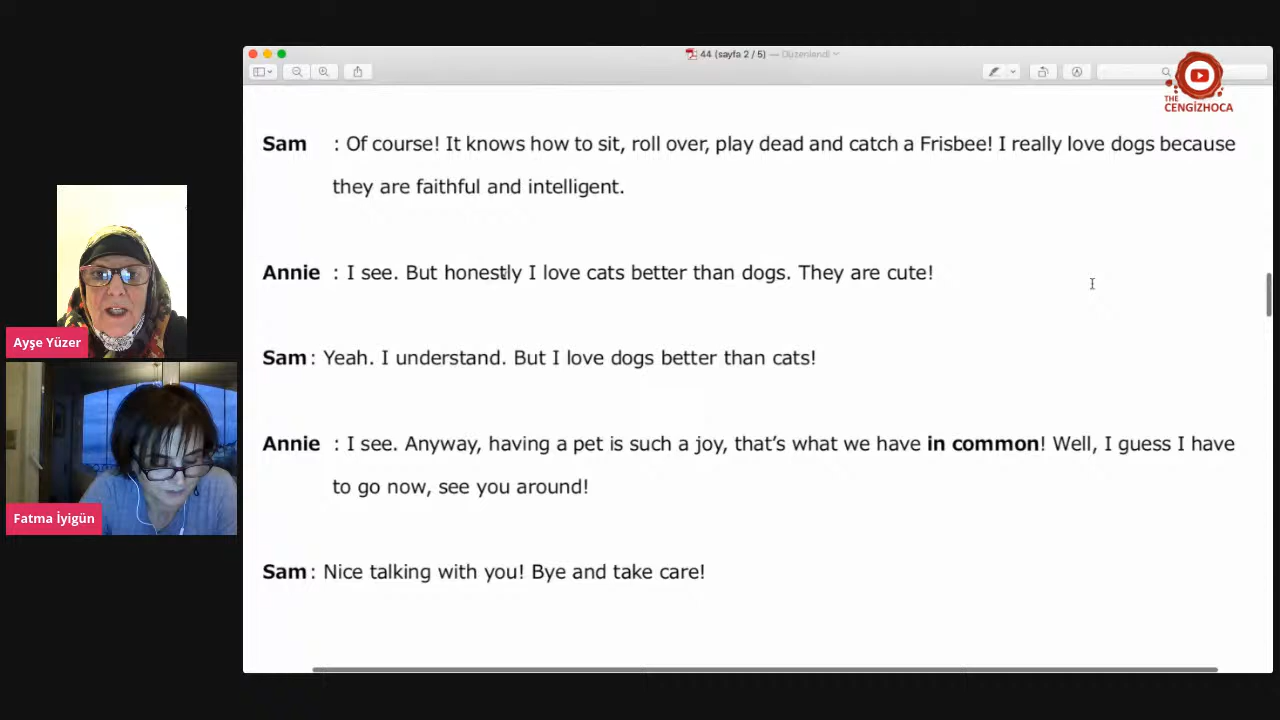 44 (sayfa 2 / 5) — Düzenlendi
THE
CENGİZHOCA
Sam : Of course! It knows how to sit, roll over, play dead and catch a Frisbee! I really love dogs because
they are faithful and intelligent.
Annie : I see. But honestly I love cats better than dogs. They are cute!
Sam : Yeah. I understand. But I love dogs better than cats!
Annie : I see. Anyway, having a pet is such a joy, that’s what we have in common! Well, I guess I have
to go now, see you around!
Sam : Nice talking with you! Bye and take care!
Ayşe Yüzer
Fatma İyigün